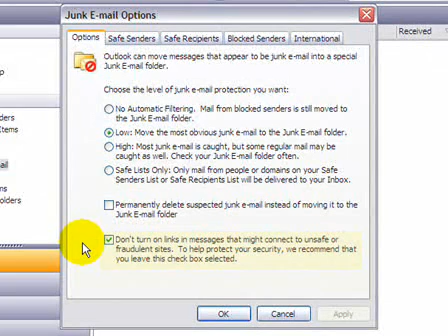 Junk E-mail Options
Received
Options
Safe Senders
Safe Recipients
Blocked Senders
International
Outlook can move messages that appear to be junk e-mail into a special
Junk E-mail folder.
Choose the level of junk e-mail protection you want:
No Automatic Filtering. Mail from blocked senders is still moved to
the Junk E-mail folder.
Low: Move the most obvious junk e-mail to the Junk E-mail folder.
High: Most junk e-mail is caught, but some regular mail may be
caught as well. Check your Junk E-mail folder often.
Safe Lists Only: Only mail from people or domains on your Safe
Senders List or Safe Recipients List will be delivered to your Inbox.
Permanently delete suspected junk e-mail instead of moving it to the
Junk E-mail folder
Don't turn on links in messages that might connect to unsafe or
fraudulent sites. To help protect your security, we recommend that
you leave this check box selected.
OK
Cancel
Apply